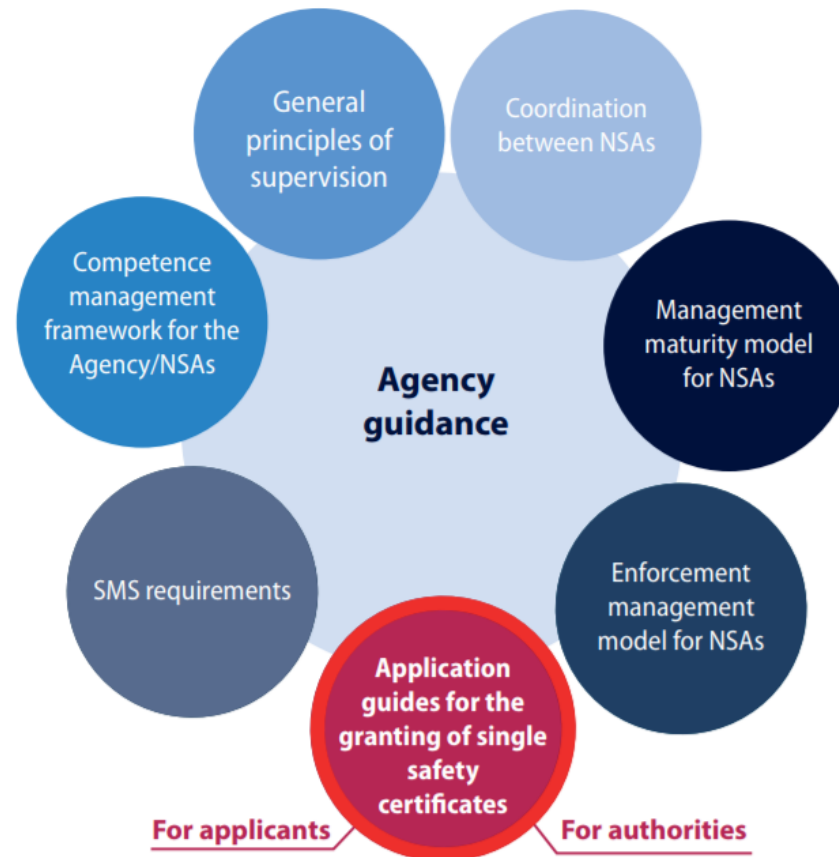 General
principles of
supervision
Coordination
between NSAs
Competence
management
framework for the
Agency/NSAs
Management
maturity model
for NSAs
Agency
guidance
SMS requirements
Enforcement
management
model for NSAs
Application
guides for the
granting of single
safety
certificates
For applicants
For authorities